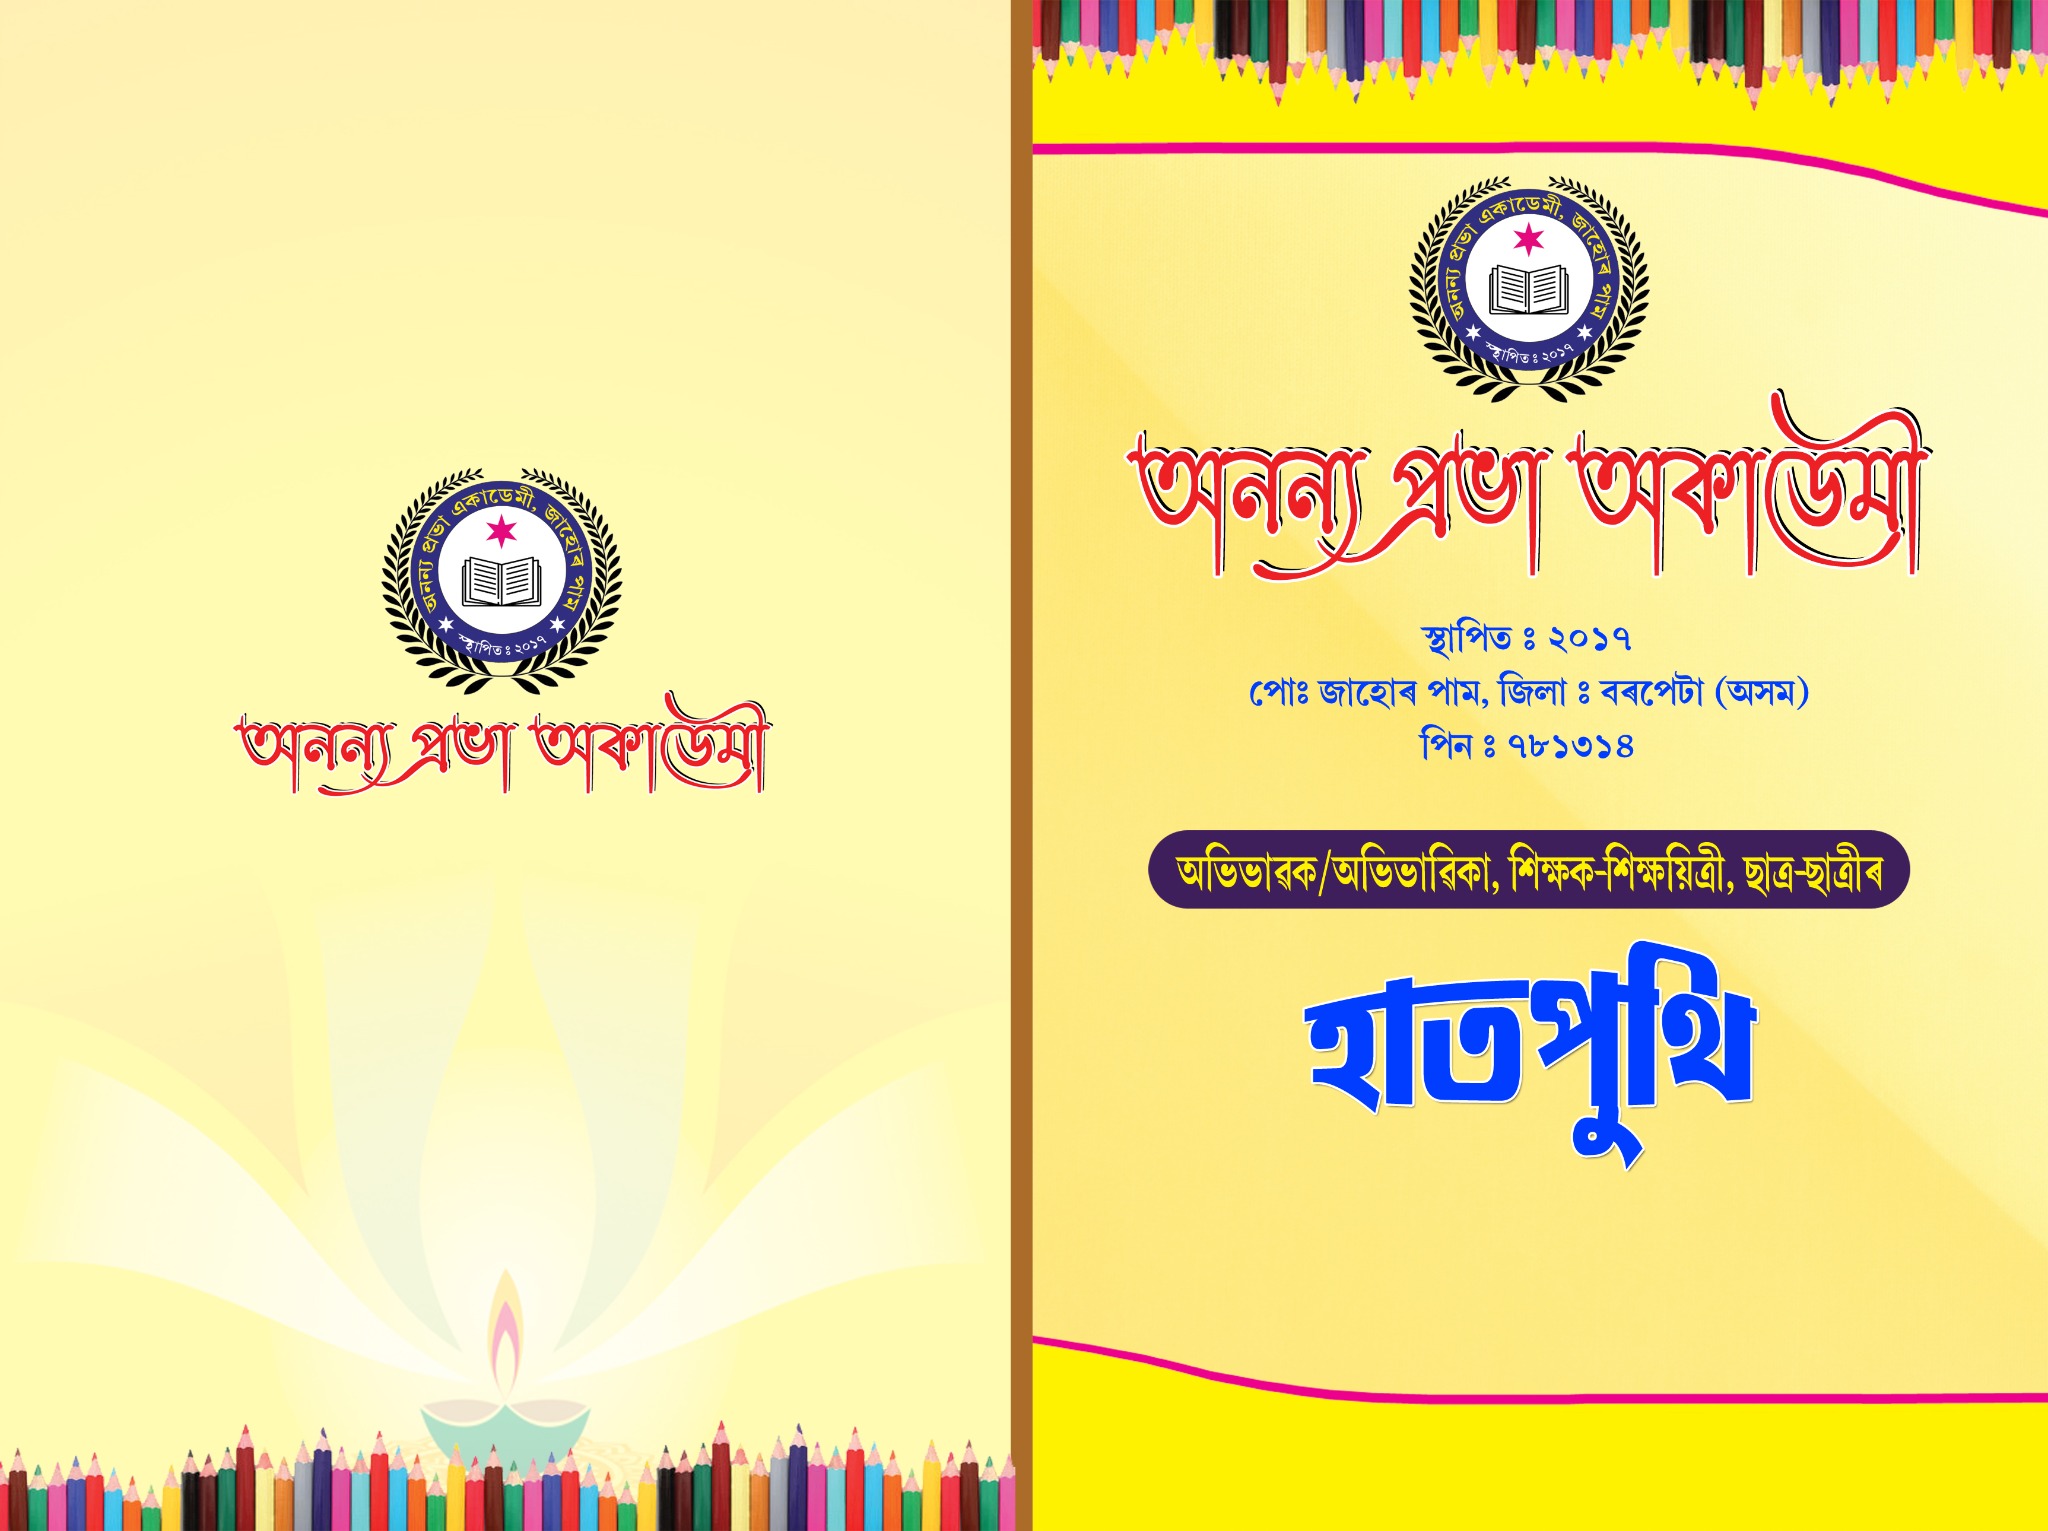 অনন্য প্ৰভা একাডেমী, জাহোৰ পাম
স্থাপিত ঃ ২০১৭
অনন্য প্ৰভা অকাডেমী
অনন্য প্ৰভা একাডেমী, জাহোৰ পাম
স্থাপিত ঃ ২০১৭
অনন্য প্ৰভা অকাডেমী
স্থাপিত ঃ ২০১৭
পোঃ জাহোৰ পাম, জিলা ঃ বৰপেটা (অসম)
পিন ঃ ৭৮১৩১৪
অভিভাৱক/অভিভাৱিকা, শিক্ষক-শিক্ষয়িত্ৰী, ছাত্ৰ-ছাত্ৰীৰ
হাতপুথি